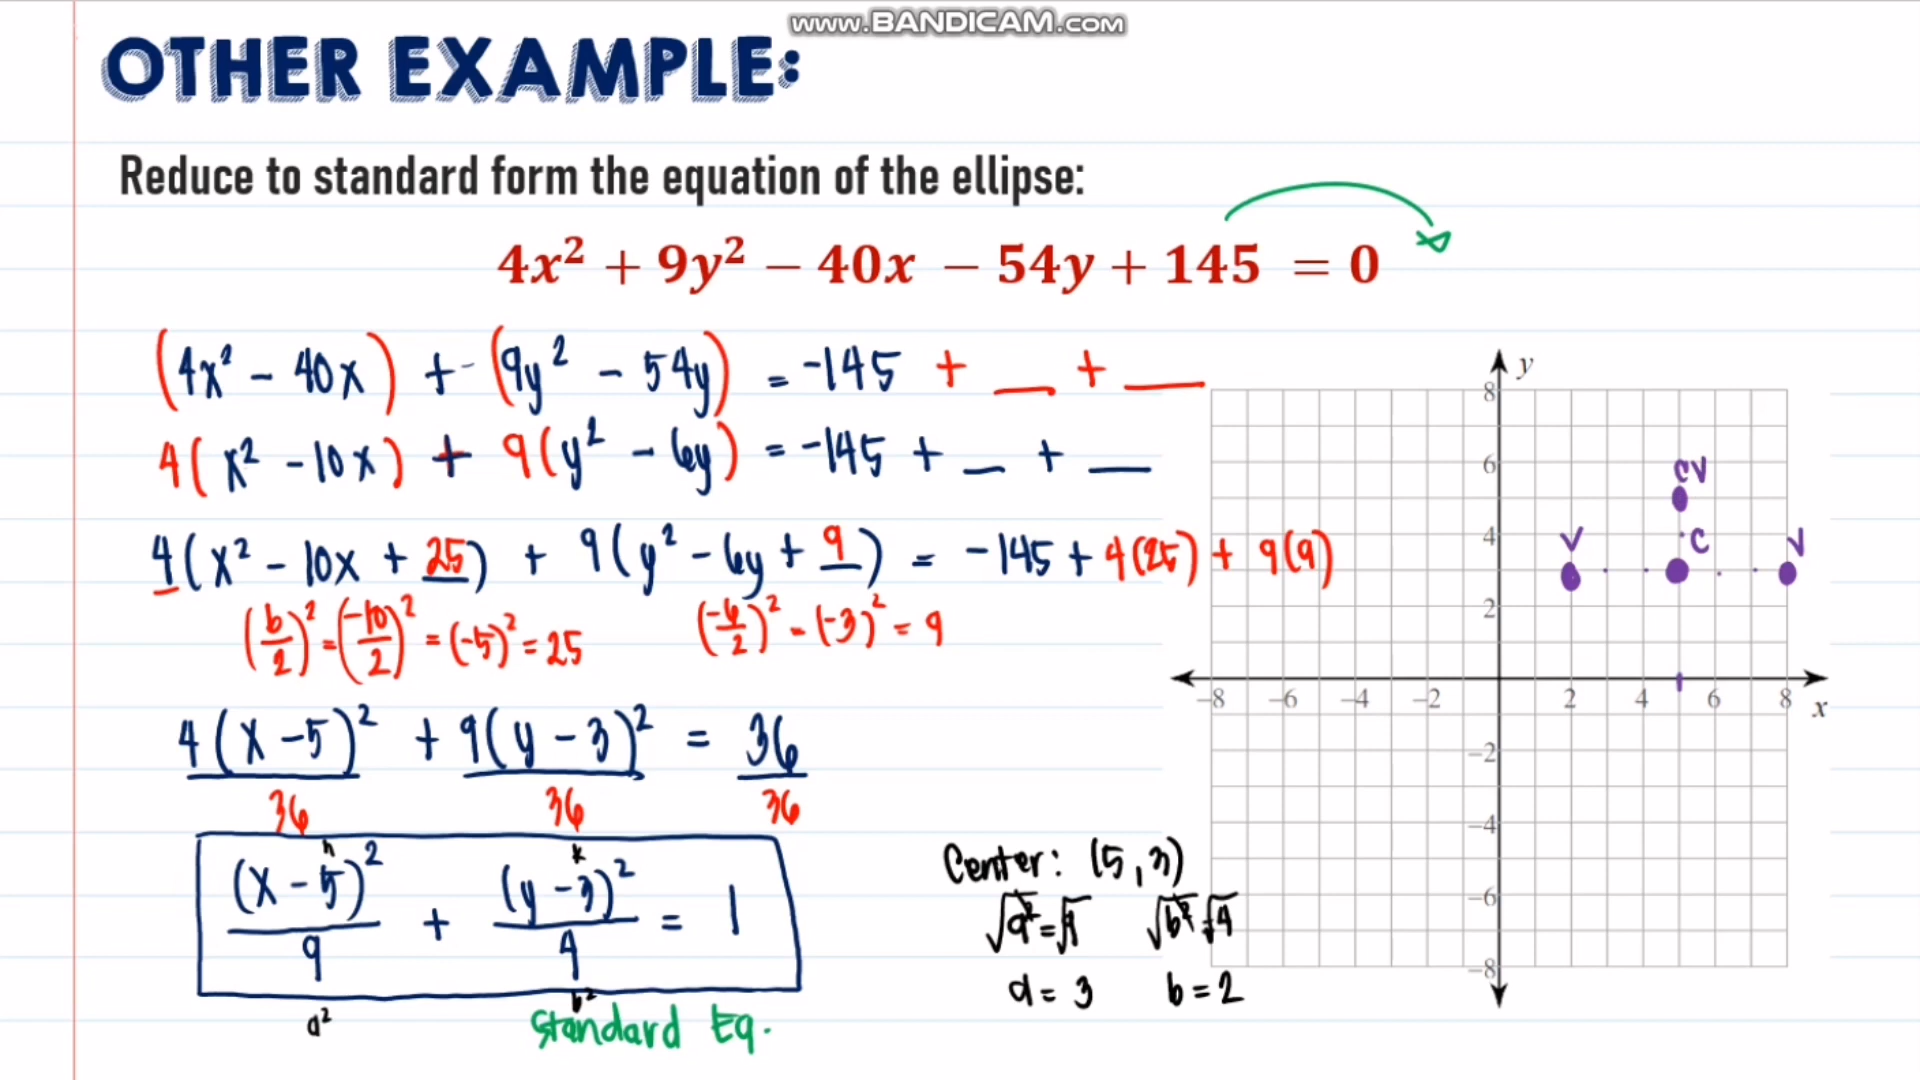 www.BANDICAM.com
OTHER EXAMPLE:
Reduce to standard form the equation of the ellipse:
4x² + 9y² − 40x − 54y + 145 = 0
(4x² - 40x) + (9y² - 54y) = -145 + __ + __
4(x² - 10x) + 9(y² - 6y) = -145 + __ + __
4(x² - 10x + 25) + 9(y² - 6y + 9) = -145 + 4(25) + 9(9)
(b/2)² = (-10/2)² = (-5)² = 25
(-6/2)² = (-3)² = 9
4(x - 5)²/36 + 9(y - 3)²/36 = 36/36
h k
(x - 5)²/9 + (y - 3)²/4 = 1
a² b²
Standard Eq.
Center: (5, 3)
√a² = √9 √b² = √4
a = 3 b = 2
y
8
6
CV
4
V C V
2
-8 -6 -4 -2 2 4 6 8 x
-2
-4
-6
-8